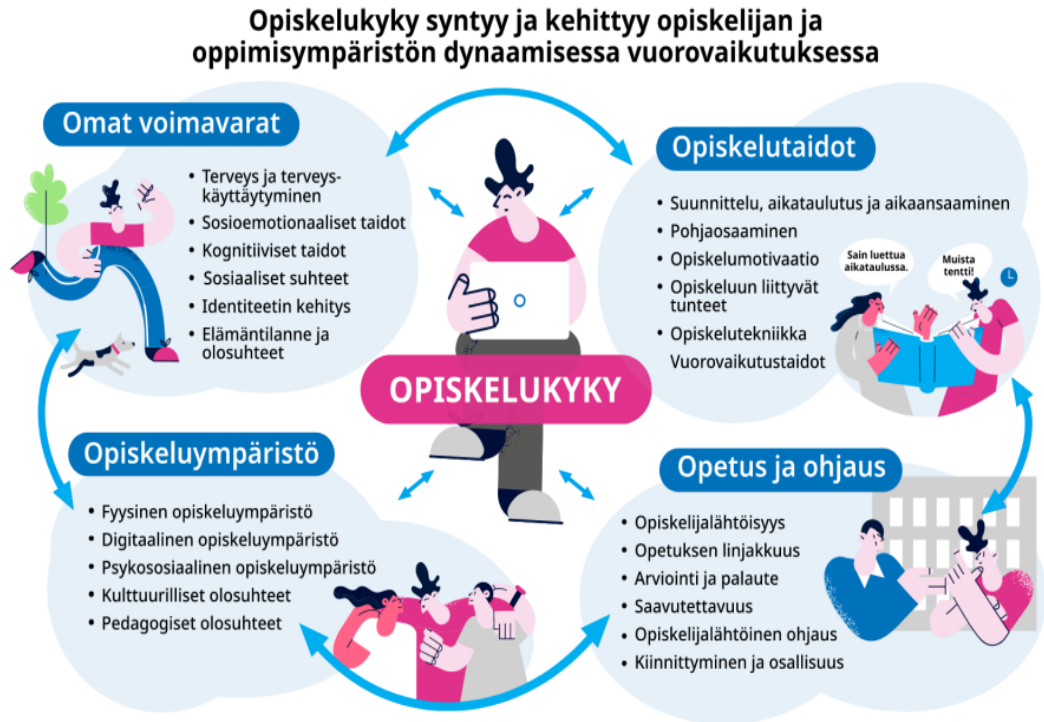 Opiskelukyky syntyy ja kehittyy opiskelijan ja
oppimisympäristön dynaamisessa vuorovaikutuksessa
Omat voimavarat
• Terveys ja terveys-
käyttäytyminen
• Sosioemotionaaliset taidot
• Kognitiiviset taidot
• Sosiaaliset suhteet
• Identiteetin kehitys
• Elämäntilanne ja
olosuhteet
Opiskelutaidot
• Suunnittelu, aikataulutus ja aikaansaaminen
• Pohjaosaaminen
• Opiskelumotivaatio
• Opiskeluun liittyvät
tunteet
• Opiskelutekniikka
Vuorovaikutustaidot
Sain luettua
aikataulussa.
Muista
tentti!
OPISKELUKYKY
Opiskeluympäristö
• Fyysinen opiskeluympäristö
• Digitaalinen opiskeluympäristö
• Psykososiaalinen opiskeluympäristö
• Kulttuurilliset olosuhteet
• Pedagogiset olosuhteet
Opetus ja ohjaus
• Opiskelijalähtöisyys
• Opetuksen linjakkuus
• Arviointi ja palaute
• Saavutettavuus
• Opiskelijalähtöinen ohjaus
• Kiinnittyminen ja osallisuus